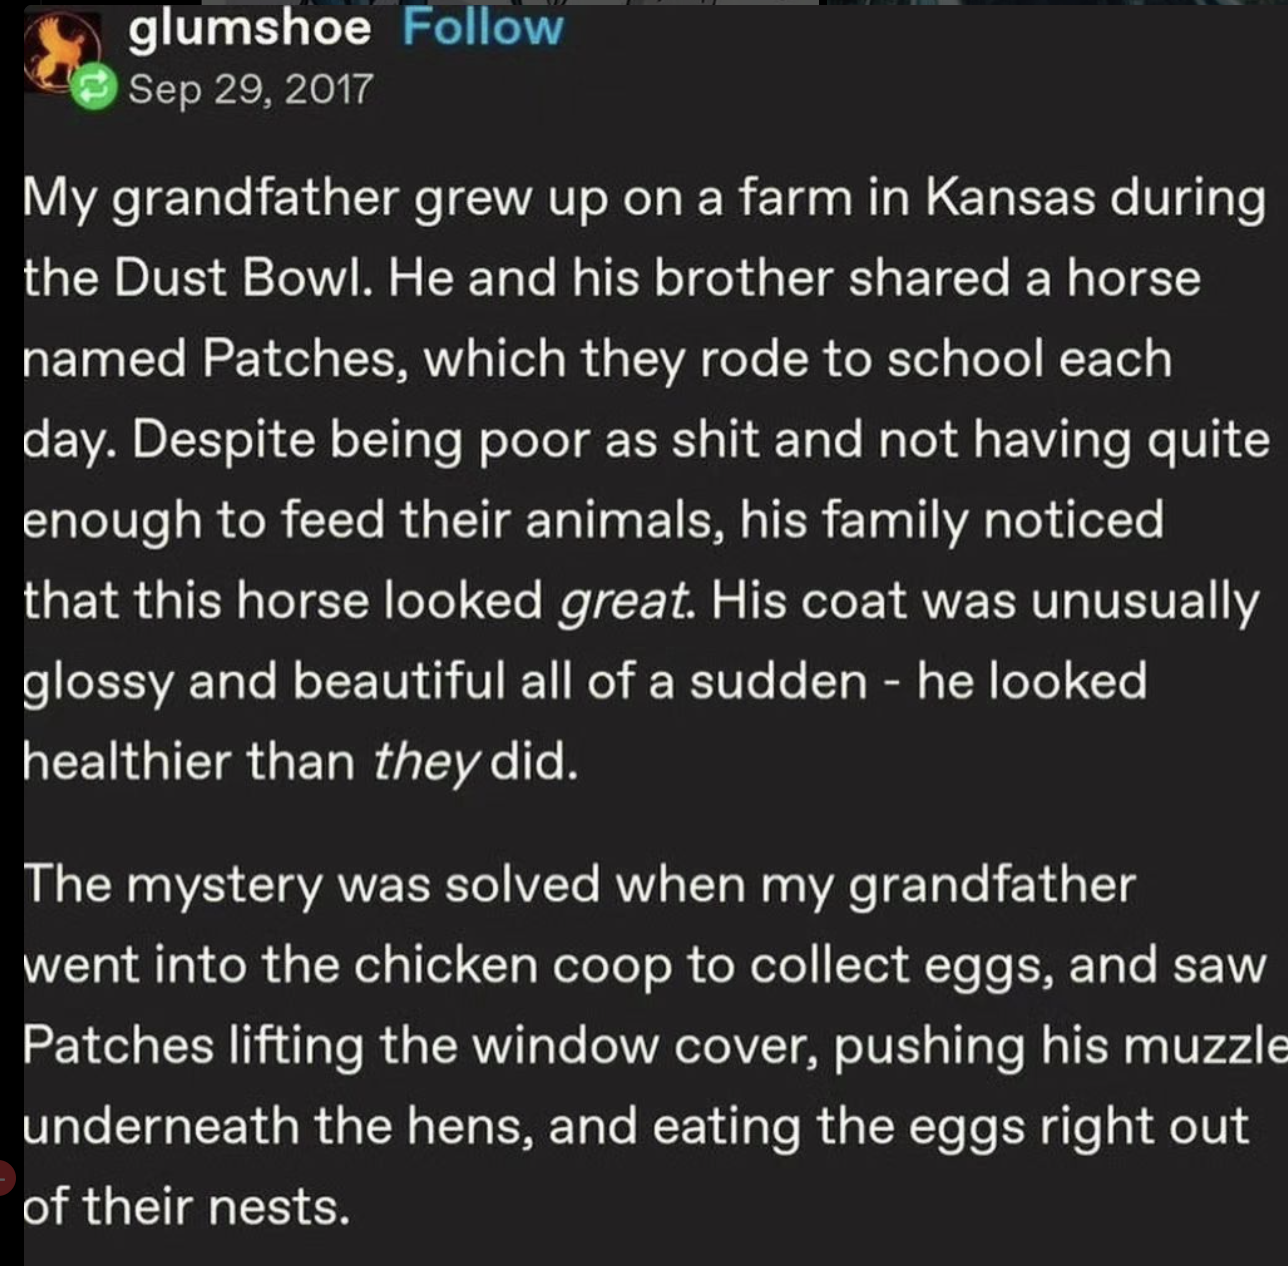 glumshoe Follow
Sep 29, 2017
My grandfather grew up on a farm in Kansas during
the Dust Bowl. He and his brother shared a horse
named Patches, which they rode to school each
day. Despite being poor as shit and not having quite
enough to feed their animals, his family noticed
that this horse looked great. His coat was unusually
glossy and beautiful all of a sudden - he looked
healthier than they did.
The mystery was solved when my grandfather
went into the chicken coop to collect eggs, and saw
Patches lifting the window cover, pushing his muzzle
underneath the hens, and eating the eggs right out
of their nests.